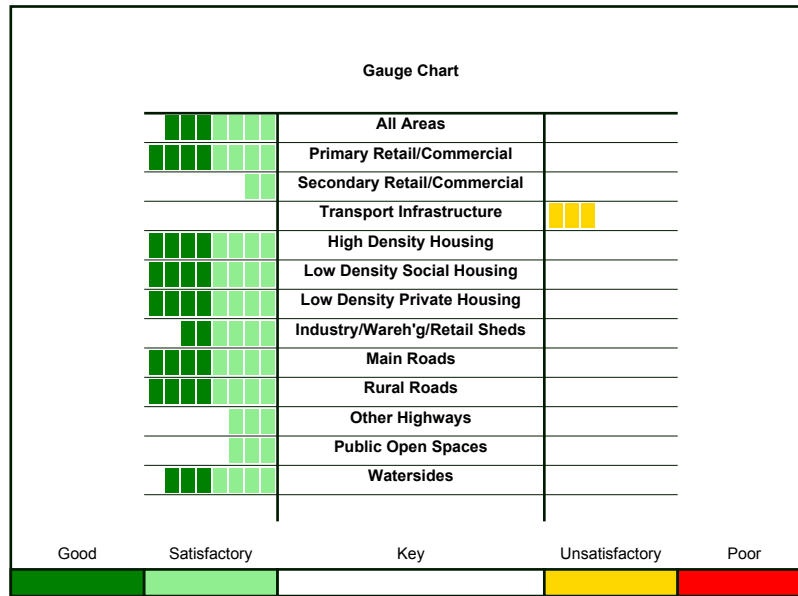 Gauge Chart
All Areas
Primary Retail/Commercial
Secondary Retail/Commercial
Transport Infrastructure
High Density Housing
Low Density Social Housing
Low Density Private Housing
Industry/Wareh'g/Retail Sheds
Main Roads
Rural Roads
Other Highways
Public Open Spaces
Watersides
Good Satisfactory Key Unsatisfactory Poor